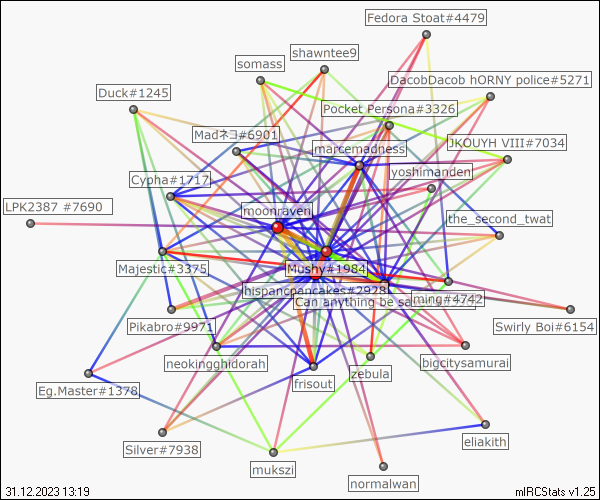 Fedora Stoat#4479
shawntee9
somass
DacobDacob hORNY police#5271
Duck#1245
Pocket Persona#3326
Madネコ#6901
JKOUYH VIII#7034
marcemadness
yoshimanden
Cypha#1717
LPK2387 #7690
moonraven
the_second_twat
Majestic#3375
Mushy#1984
hispanicpancakes#2928
Can anything be sa
ming#4742
Pikabro#9971
Swirly Boi#6154
neokingghidorah
bigcitysamurai
zebula
frisout
Eg.Master#1378
eliakith
Silver#7938
mukszi
normalwan
31.12.2023 13:19
mIRCStats v1.25